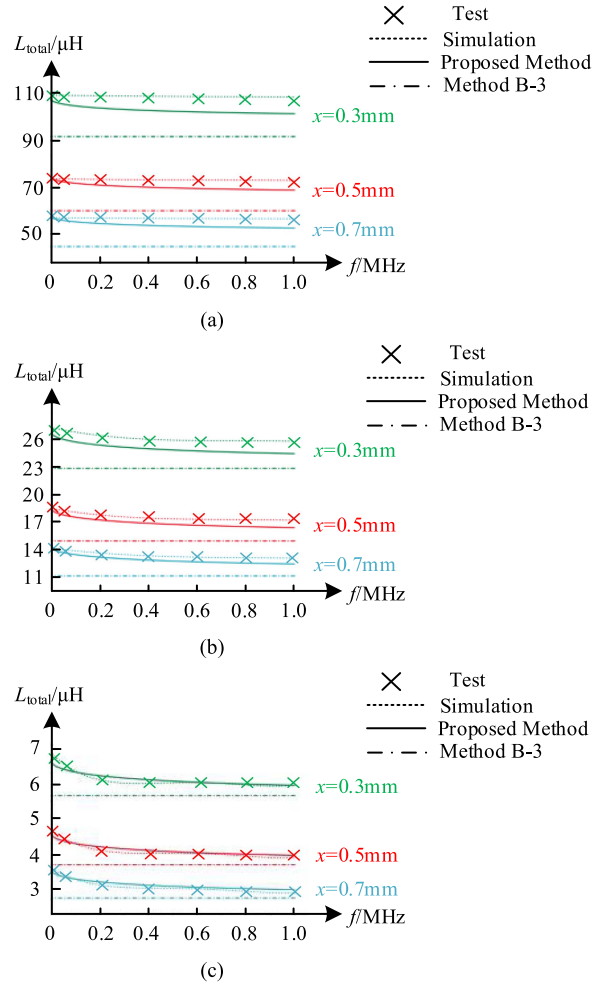 Test
Simulation
Proposed Method
Method B-3
L_total/μH
110
90
70
50
x=0.3mm
x=0.5mm
x=0.7mm
0 0.2 0.4 0.6 0.8 1.0 f/MHz
(a)
Test
Simulation
Proposed Method
Method B-3
L_total/μH
26
23
20
17
14
11
x=0.3mm
x=0.5mm
x=0.7mm
0 0.2 0.4 0.6 0.8 1.0
f/MHz
(b)
Test
Simulation
Proposed Method
Method B-3
L_total/μH
7
6
5
4
3
x=0.3mm
x=0.5mm
x=0.7mm
0 0.2 0.4 0.6 0.8 1.0
f/MHz
(c)